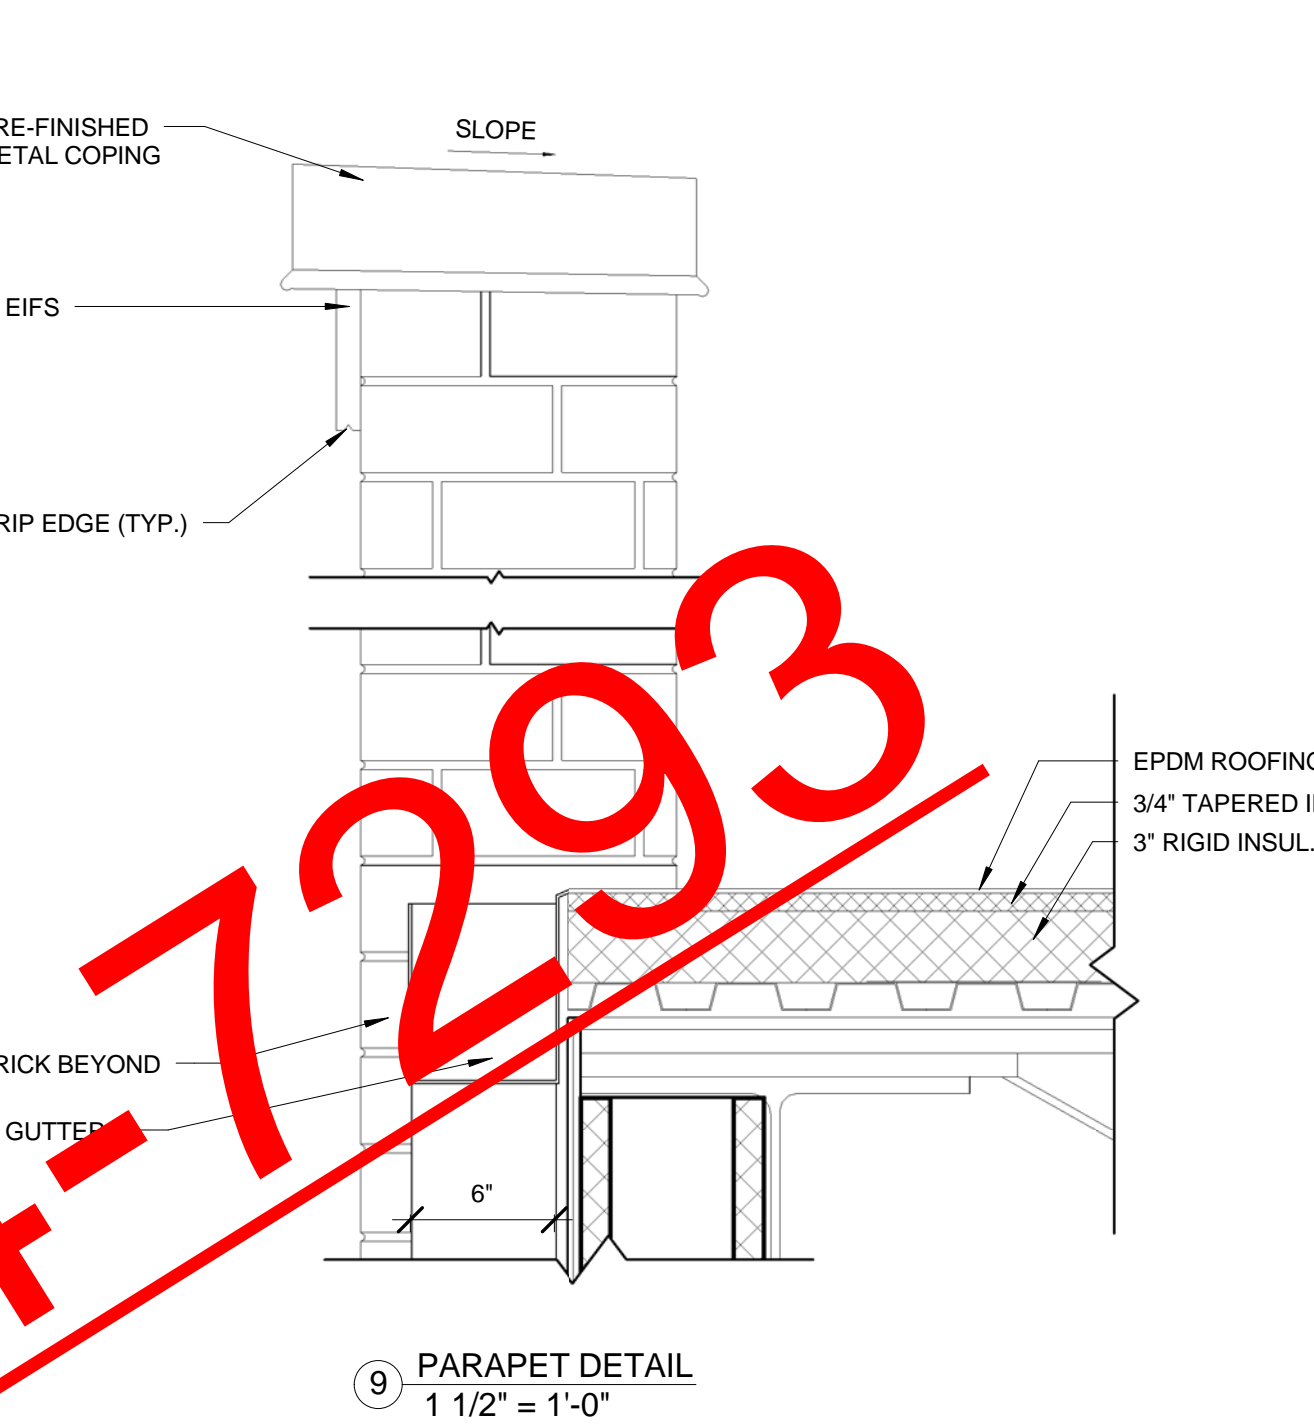 RE-FINISHED
ETAL COPING
SLOPE
EIFS
RIP EDGE (TYP.)
EPDM ROOFING
3/4" TAPERED I
3" RIGID INSUL.
RICK BEYOND
GUTTER
6"
4-7293
9
PARAPET DETAIL
1 1/2" = 1'-0"